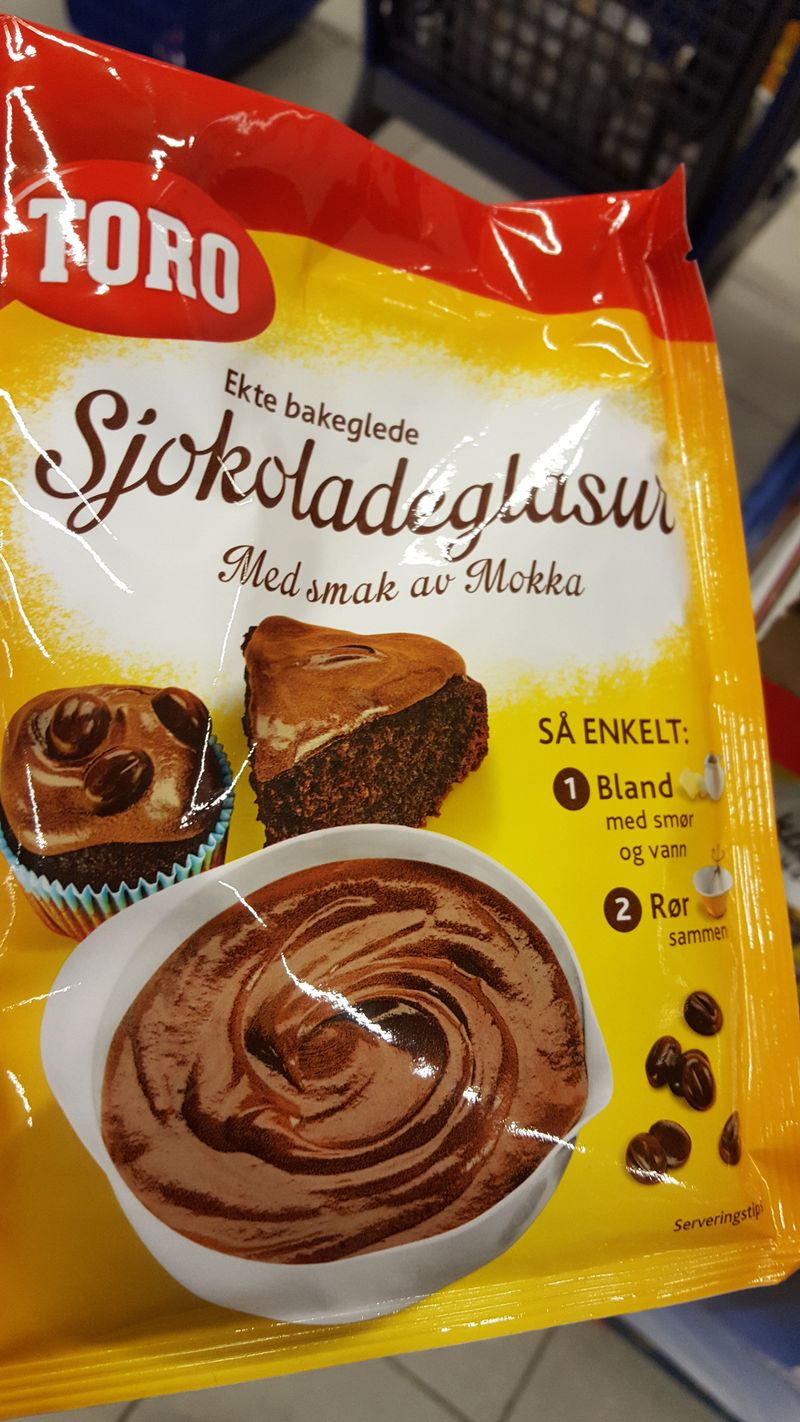 TORO
Ekte bakeglede
Sjokoladeglasur
Med smak av Mokka
SÅ ENKELT:
1 Bland
med smør
og vann
2 Rør
sammen
Serveringstips